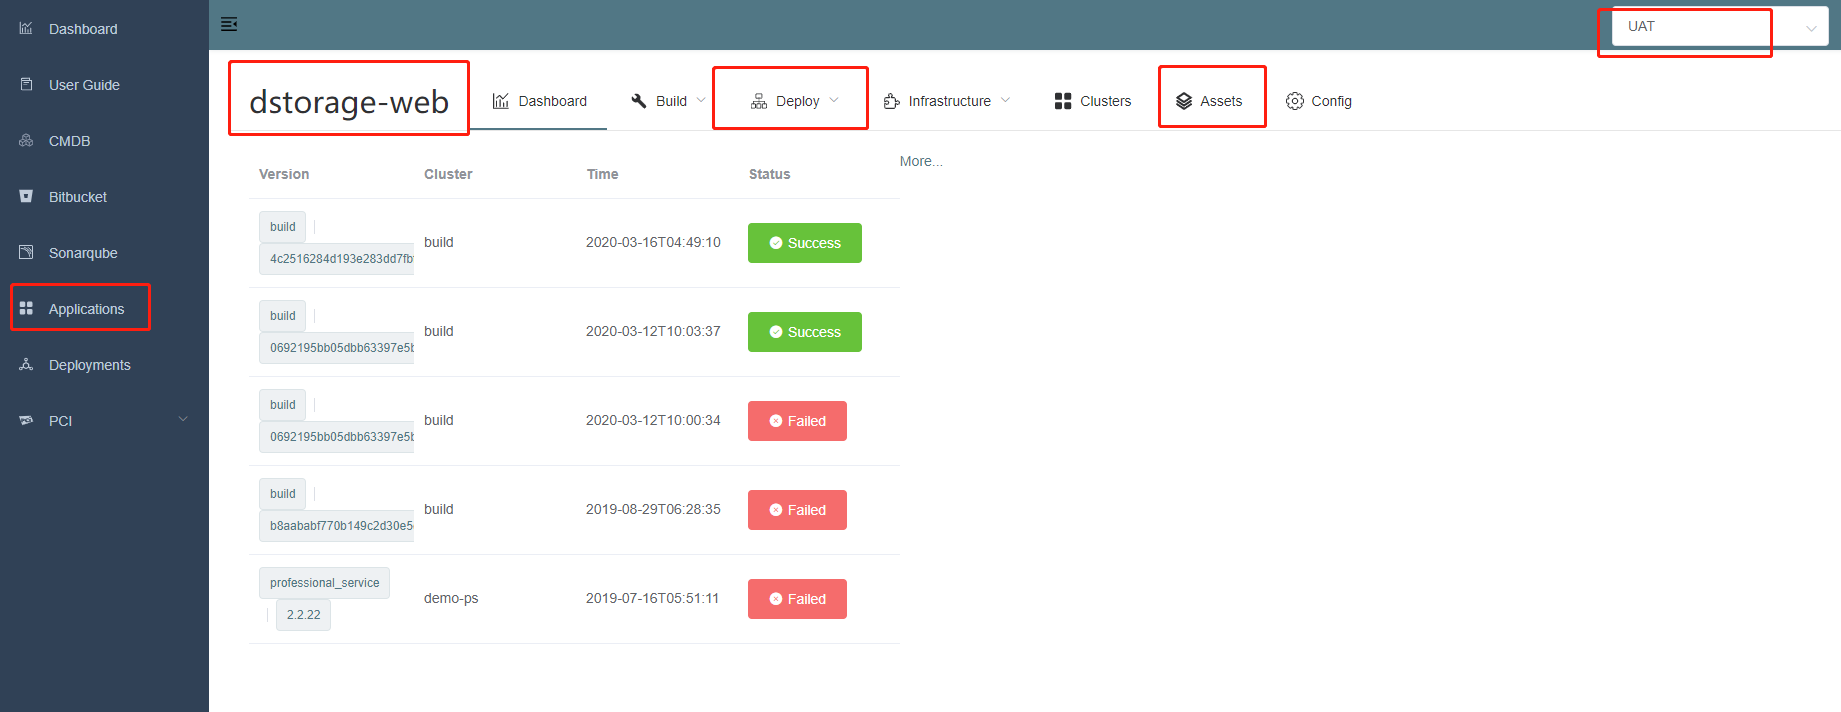 Dashboard
User Guide
CMDB
Bitbucket
Sonarqube
Applications
Deployments
PCI
UAT
dstorage-web
Dashboard
Build
Deploy
Infrastructure
Clusters
Assets
Config
Version Cluster Time Status
More...
build
4c2516284d193e283dd7fb
build
2020-03-16T04:49:10
Success
build
0692195bb05dbb63397e5b
build
2020-03-12T10:03:37
Success
build
0692195bb05dbb63397e5b
build
2020-03-12T10:00:34
Failed
build
b8aababf770b149c2d30e5
build
2019-08-29T06:28:35
Failed
professional_service
2.2.22
demo-ps
2019-07-16T05:51:11
Failed